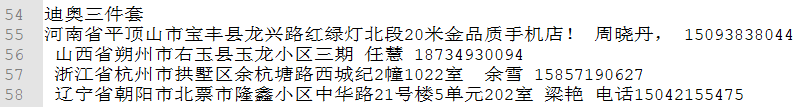 54 迪奥三件套
55 河南省平顶山市宝丰县龙兴路红绿灯北段20米金品质手机店！ 周晓丹， 15093838044
56 山西省朔州市右玉县玉龙小区三期 任慧 18734930094
57 浙江省杭州市拱墅区余杭塘路西城纪2幢1022室 余雪 15857190627
58 辽宁省朝阳市北票市隆鑫小区中华路21号楼5单元202室 梁艳 电话15042155475